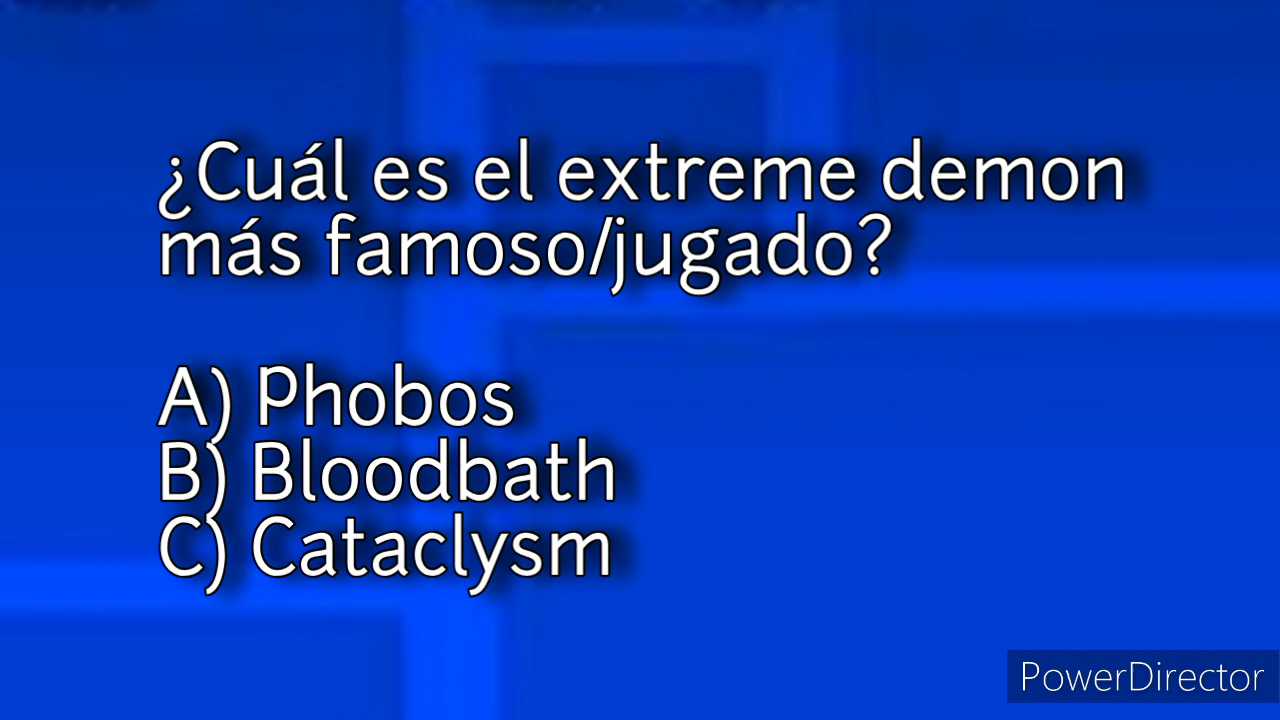 ¿Cuál es el extreme demon
más famoso/jugado?
A) Phobos
B) Bloodbath
C) Cataclysm
PowerDirector